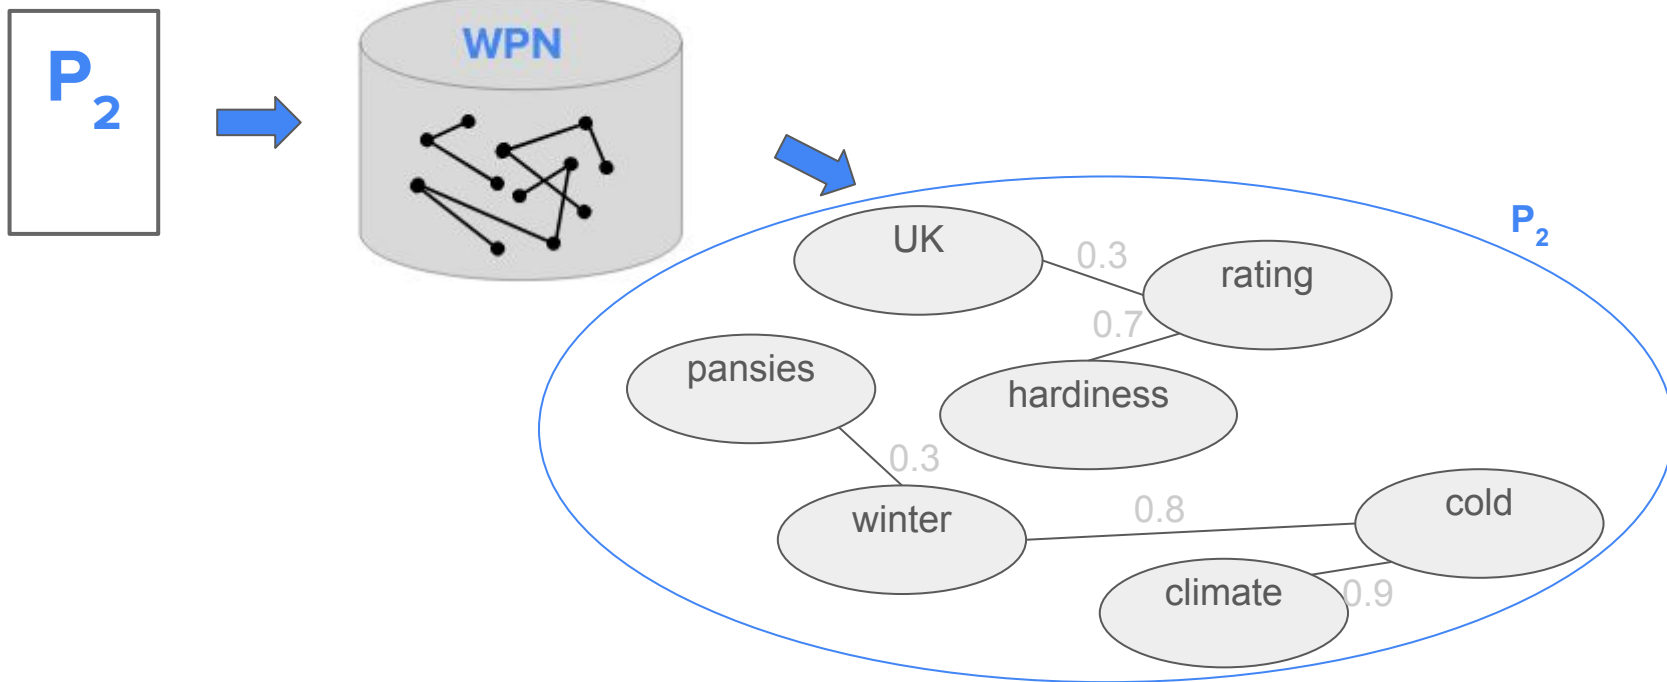 P2
WPN
P2
UK
0.3
rating
0.7
pansies
hardiness
0.3
winter
0.8
cold
climate
0.9